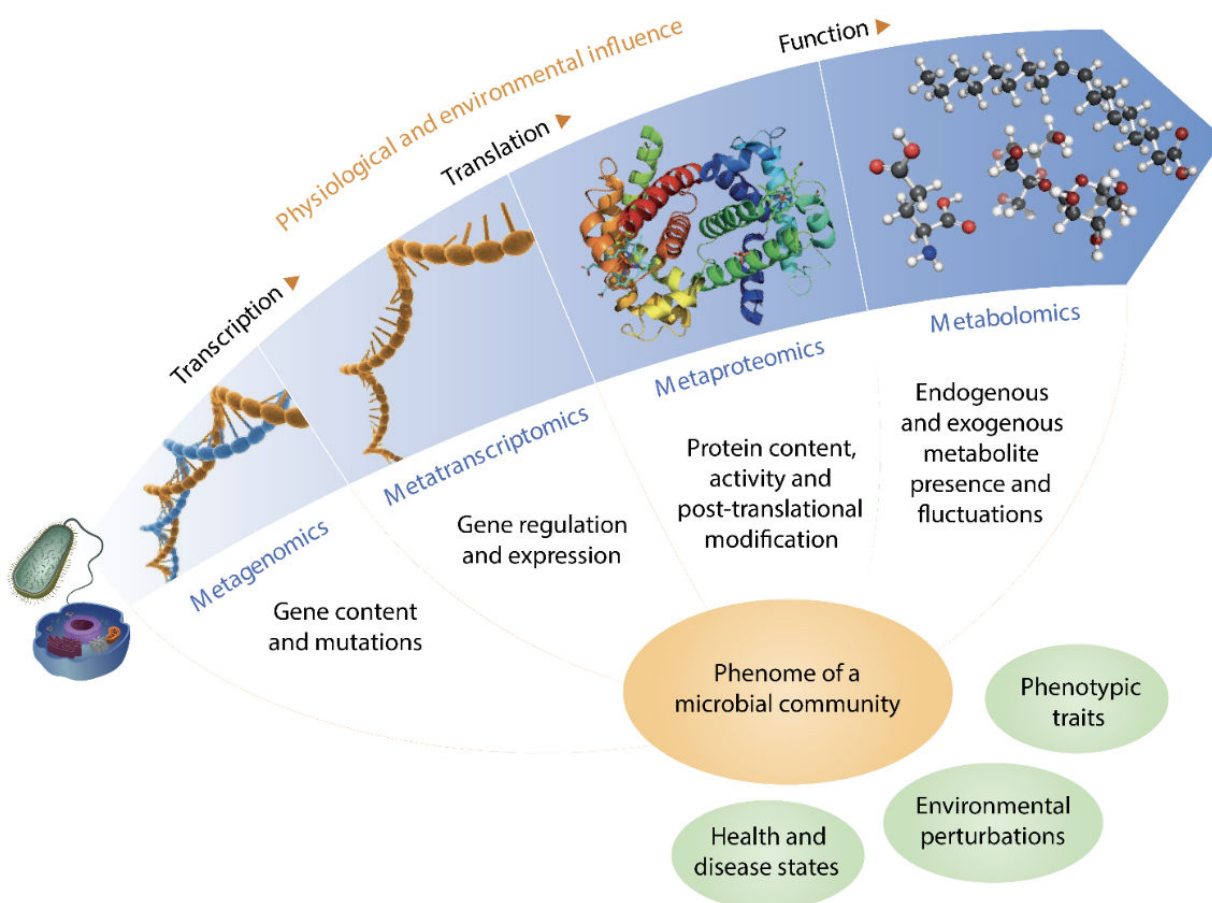 Physiological and environmental influence
Transcription
Translation
Function
Metagenomics
Metatranscriptomics
Metaproteomics
Metabolomics
Gene content
and mutations
Gene regulation
and expression
Protein content,
activity and
post-translational
modification
Endogenous
and exogenous
metabolite
presence and
fluctuations
Phenome of a
microbial community
Phenotypic
traits
Environmental
perturbations
Health and
disease states